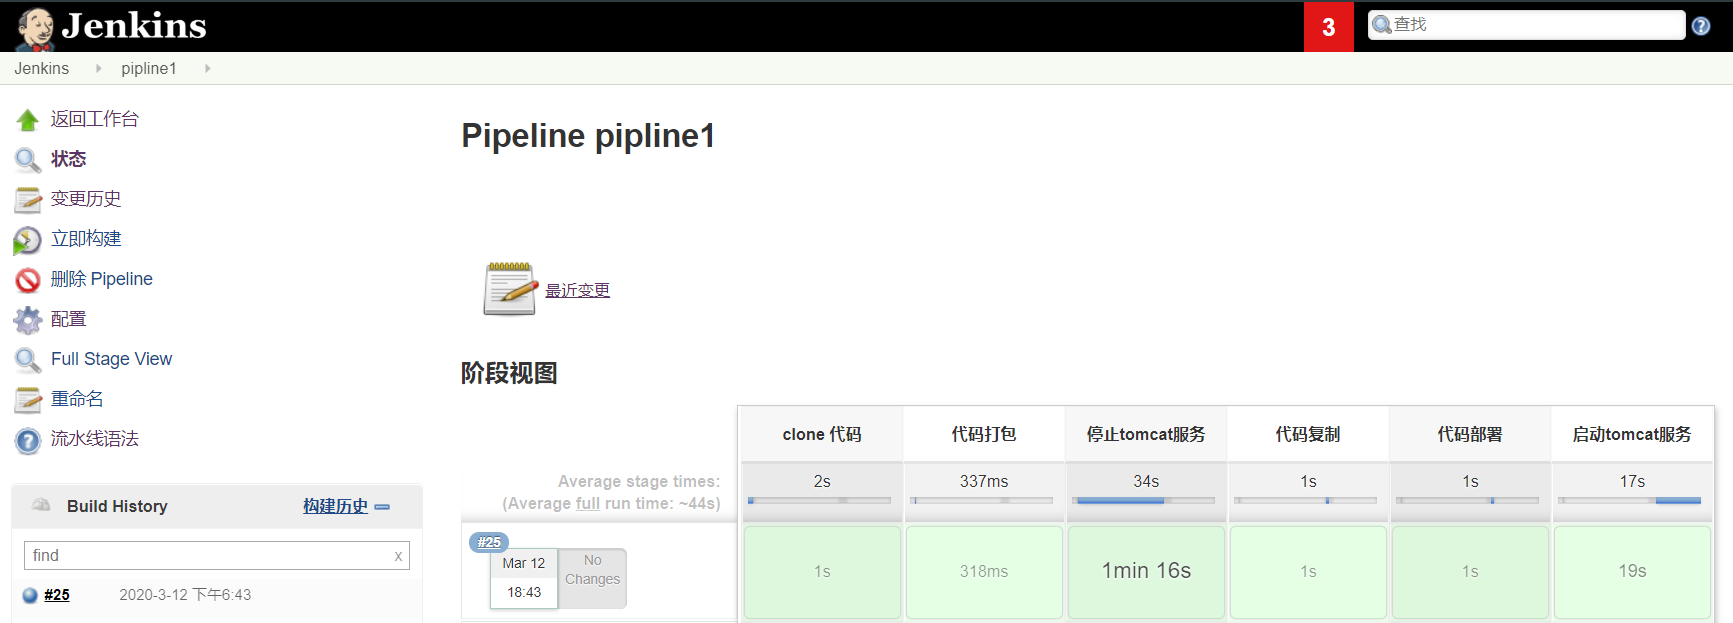 Jenkins
3
查找
Jenkins
pipline1
返回工作台
状态
变更历史
立即构建
删除 Pipeline
配置
Full Stage View
重命名
流水线语法
Build History
构建历史
find
x
#25
2020-3-12 下午6:43
Pipeline pipline1
最近变更
阶段视图
clone 代码
代码打包
停止tomcat服务
代码复制
代码部署
启动tomcat服务
Average stage times:
(Average full run time: ~44s)
2s
337ms
34s
1s
1s
17s
#25
Mar 12
18:43
No
Changes
1s
318ms
1min 16s
1s
1s
19s